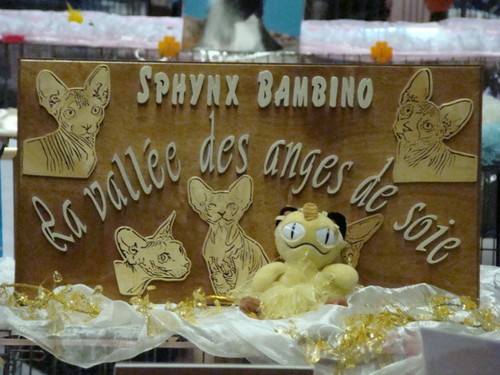 SPHYNX BAMBINO
La vallée des anges de soie